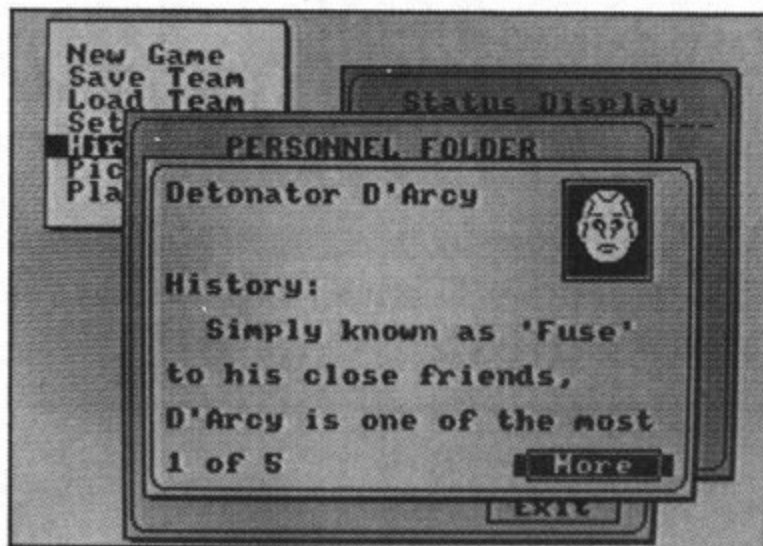 New Game
Save Team
Load Team
Set
Hir
Pic
Pla
Status Display
PERSONNEL FOLDER
Detonator D'Arcy
History:
Simply known as 'Fuse'
to his close friends,
D'Arcy is one of the most
1 of 5
More
Exit